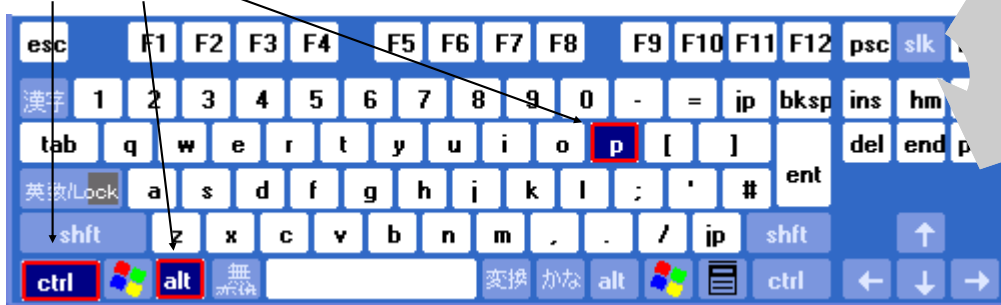 esc F1 F2 F3 F4 F5 F6 F7 F8 F9 F10 F11 F12 psc slk
漢字 1 2 3 4 5 6 7 8 9 0 - = jp bksp ins hm
tab q w e r t y u i o p [ ] ent del end p
英数/Lock a s d f g h j k l ; ' #
shft z x c v b n m , . / jp shft ↑
ctrl alt 無変換 変換 かな alt ctrl ← ↓ →